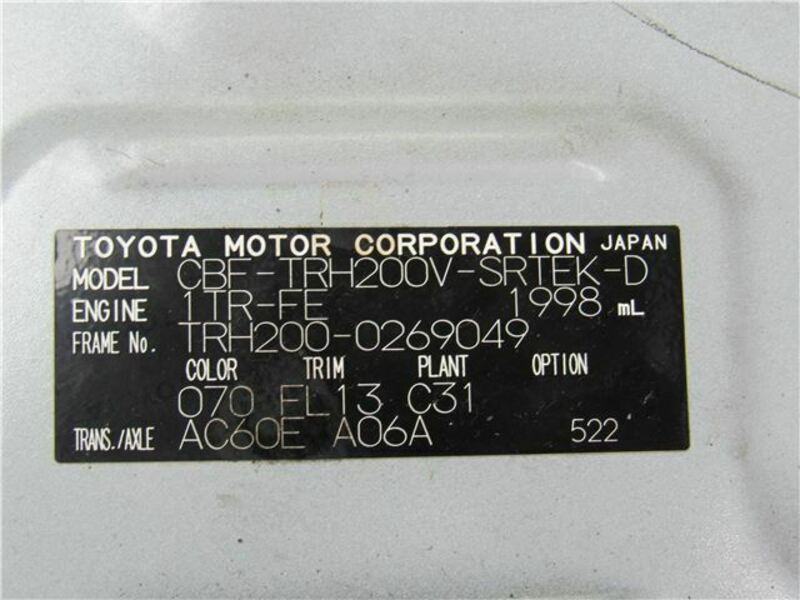 TOYOTA MOTOR CORPORATION JAPAN
MODEL CBF-TRH200V-SRTEK-D
ENGINE 1TR-FE 1998 mL
FRAME No. TRH200-0269049
COLOR TRIM PLANT OPTION
070 FL13 C31
TRANS./AXLE AC60E A06A 522